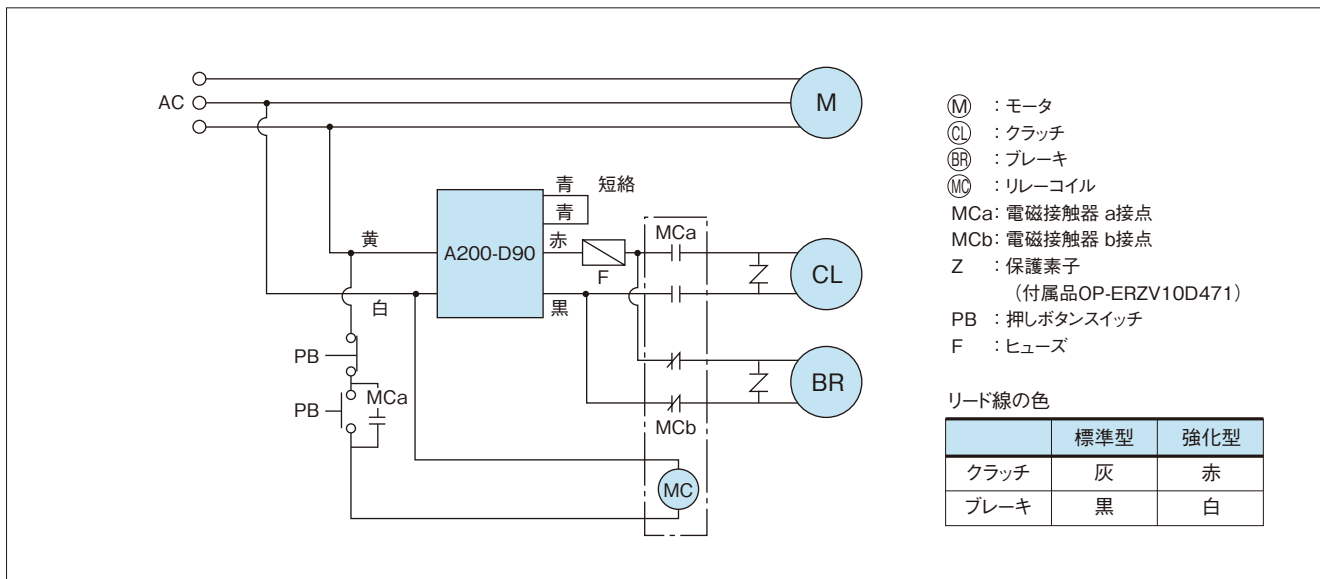 AC
M
A200-D90
青 短絡
青
黄
赤
白
黒
F
MCa
CL
BR
MCb
PB
PB
MCa
MC
Z
Z
Ⓜ : モータ
CL : クラッチ
BR : ブレーキ
MC : リレーコイル
MCa: 電磁接触器 a接点
MCb: 電磁接触器 b接点
Z : 保護素子
(付属品OP-ERZV10D471)
PB : 押しボタンスイッチ
F : ヒューズ
リード線の色
標準型 強化型
クラッチ 灰 赤
ブレーキ 黒 白